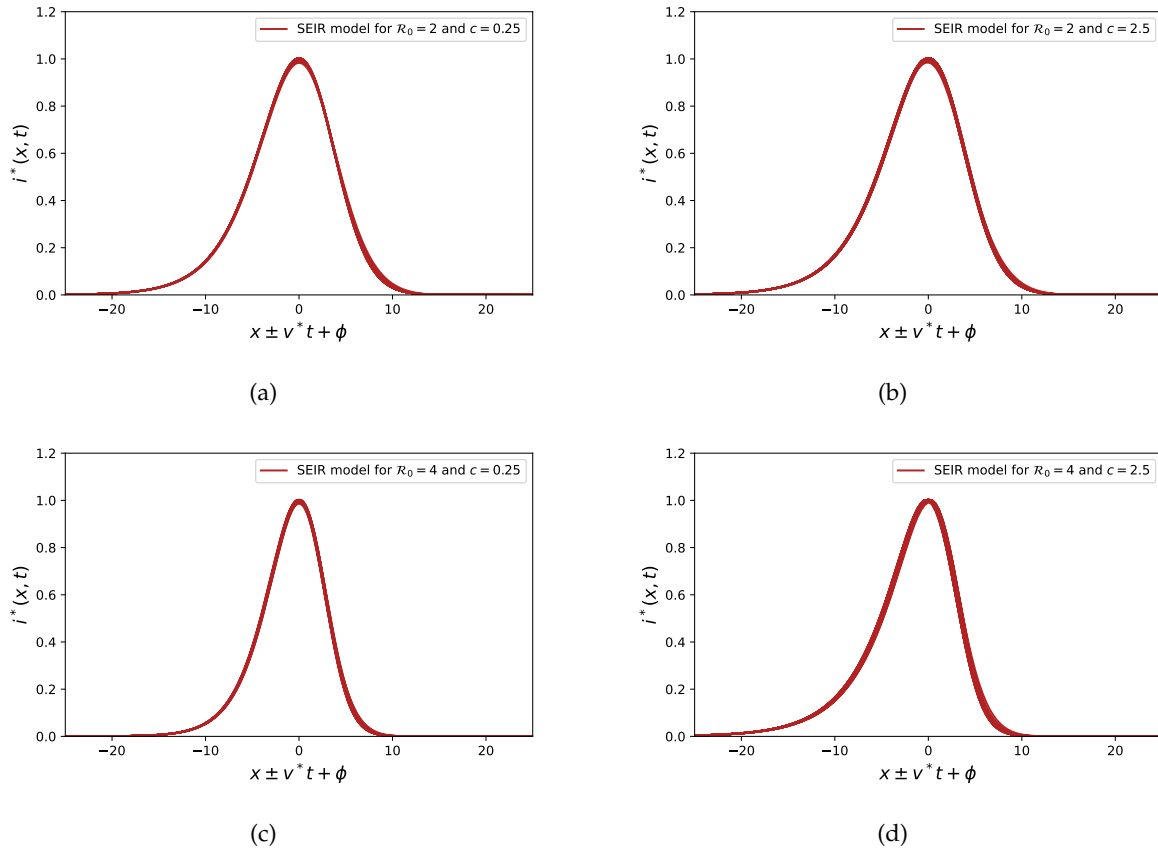 SEIR model for R₀ = 2 and c = 0.25
1.2
1.0
0.8
0.6
0.4
0.2
0.0
i*(x, t)
−20 −10 0 10 20
x ± v*t + ϕ
(a)
SEIR model for R₀ = 2 and c = 2.5
1.2
1.0
0.8
0.6
0.4
0.2
0.0
i*(x, t)
−20 −10 0 10 20
x ± v*t + ϕ
(b)
SEIR model for R₀ = 4 and c = 0.25
1.2
1.0
0.8
0.6
0.4
0.2
0.0
i*(x, t)
−20 −10 0 10 20
x ± v*t + ϕ
(c)
SEIR model for R₀ = 4 and c = 2.5
1.2
1.0
0.8
0.6
0.4
0.2
0.0
i*(x, t)
−20 −10 0 10 20
x ± v*t + ϕ
(d)